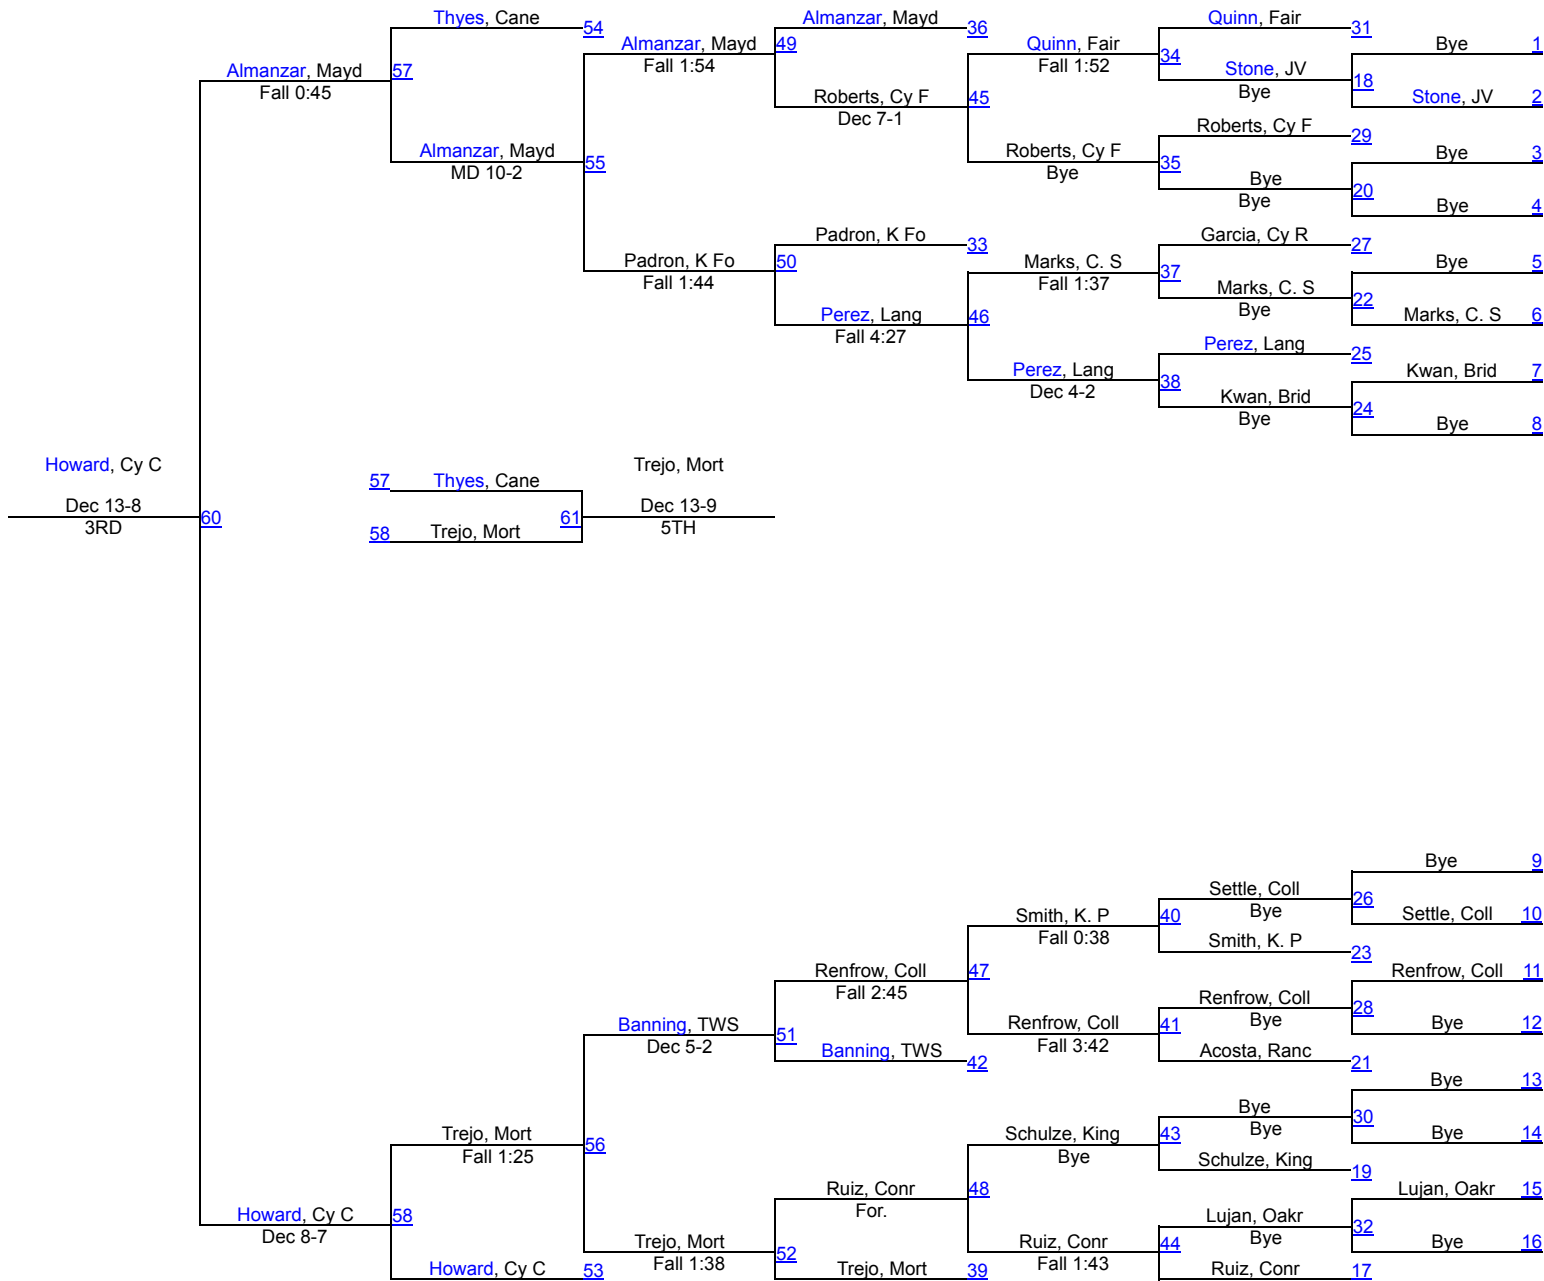 Thyes, Cane 54
Almanzar, Mayd 36
Quinn, Fair 31
Almanzar, Mayd 49
Fall 1:54
Quinn, Fair 34
Fall 1:52
Bye 1
Almanzar, Mayd 57
Fall 0:45
Stone, JV 18
Bye
Roberts, Cy F 45
Dec 7-1
Stone, JV 2
Roberts, Cy F 29
Almanzar, Mayd 55
MD 10-2
Roberts, Cy F 35
Bye
Bye 3
Bye 20
Bye
Bye 4
Padron, K Fo 33
Garcia, Cy R 27
Padron, K Fo 50
Fall 1:44
Marks, C. S 37
Fall 1:37
Bye 5
Marks, C. S 22
Bye
Perez, Lang 46
Fall 4:27
Marks, C. S 6
Perez, Lang 25
Perez, Lang 38
Dec 4-2
Kwan, Brid 7
Kwan, Brid 24
Bye
Bye 8
Howard, Cy C
Trejo, Mort
57 Thyes, Cane
Dec 13-8
3RD
60
61
Dec 13-9
5TH
58 Trejo, Mort
Bye 9
Settle, Coll 26
Bye
Smith, K. P 40
Fall 0:38
Settle, Coll 10
Smith, K. P 23
Renfrow, Coll 47
Fall 2:45
Renfrow, Coll 11
Renfrow, Coll 28
Bye
Banning, TWS 51
Dec 5-2
Renfrow, Coll 41
Fall 3:42
Bye 12
Banning, TWS 42
Acosta, Ranc 21
Bye 13
Bye 30
Bye
Trejo, Mort 56
Fall 1:25
Schulze, King 43
Bye
Bye 14
Schulze, King 19
Ruiz, Conr 48
For.
Lujan, Oakr 15
Howard, Cy C 58
Dec 8-7
Lujan, Oakr 32
Bye
Trejo, Mort 52
Fall 1:38
Ruiz, Conr 44
Fall 1:43
Bye 16
Howard, Cy C 53
Trejo, Mort 39
Ruiz, Conr 17